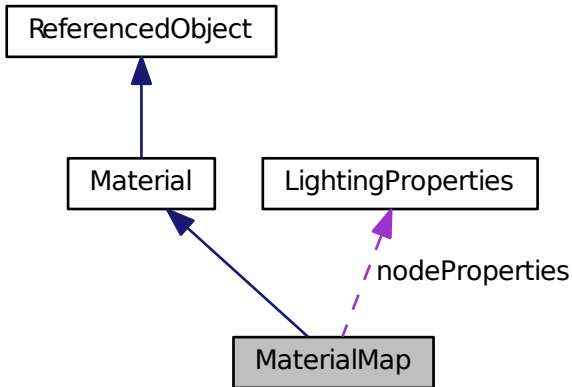 ReferencedObject
Material
LightingProperties
nodeProperties
MaterialMap